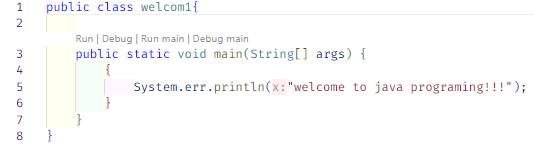 1 public class welcom1{
2
Run | Debug | Run main | Debug main
3 public static void main(String[] args) {
4 {
5 System.err.println(x:"welcome to java programing!!!");
6 }
7 }
8 }